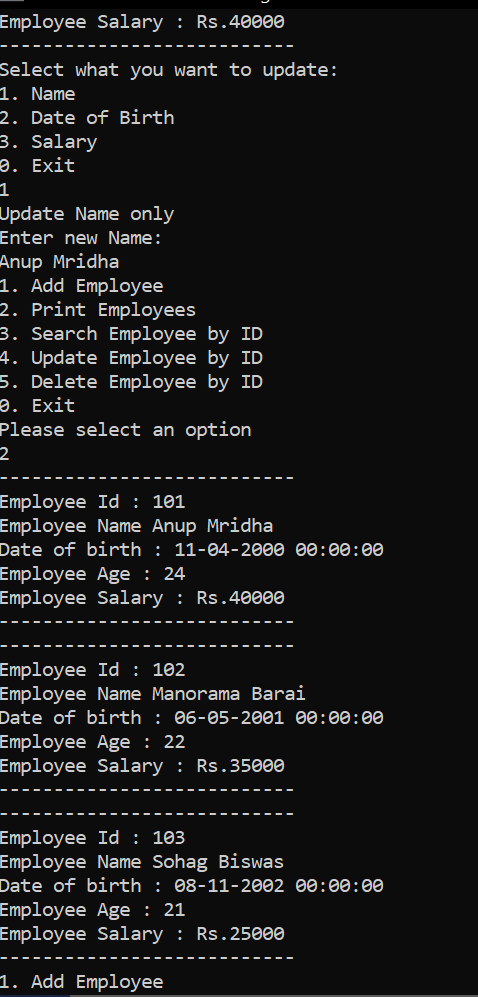 Employee Salary : Rs.40000
---------------------------
Select what you want to update:
1. Name
2. Date of Birth
3. Salary
0. Exit
1
Update Name only
Enter new Name:
Anup Mridha
1. Add Employee
2. Print Employees
3. Search Employee by ID
4. Update Employee by ID
5. Delete Employee by ID
0. Exit
Please select an option
2
---------------------------
Employee Id : 101
Employee Name Anup Mridha
Date of birth : 11-04-2000 00:00:00
Employee Age : 24
Employee Salary : Rs.40000
---------------------------
---------------------------
Employee Id : 102
Employee Name Manorama Barai
Date of birth : 06-05-2001 00:00:00
Employee Age : 22
Employee Salary : Rs.35000
---------------------------
---------------------------
Employee Id : 103
Employee Name Sohag Biswas
Date of birth : 08-11-2002 00:00:00
Employee Age : 21
Employee Salary : Rs.25000
---------------------------
1. Add Employee